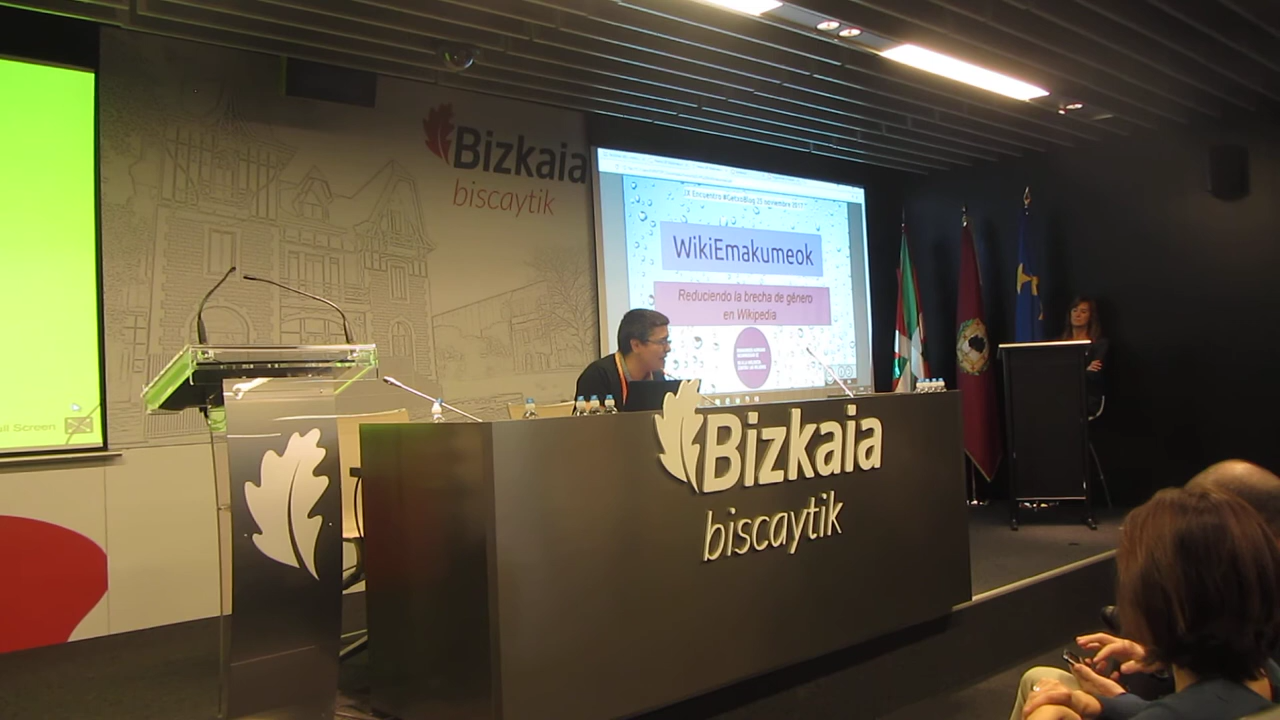 Bizkaia
biscaytik
IX Encuentro #GetxoBlog 25 noviembre 2017
WikiEmakumeok
Reduciendo la brecha de género
en Wikipedia
ll Screen
Bizkaia
biscaytik